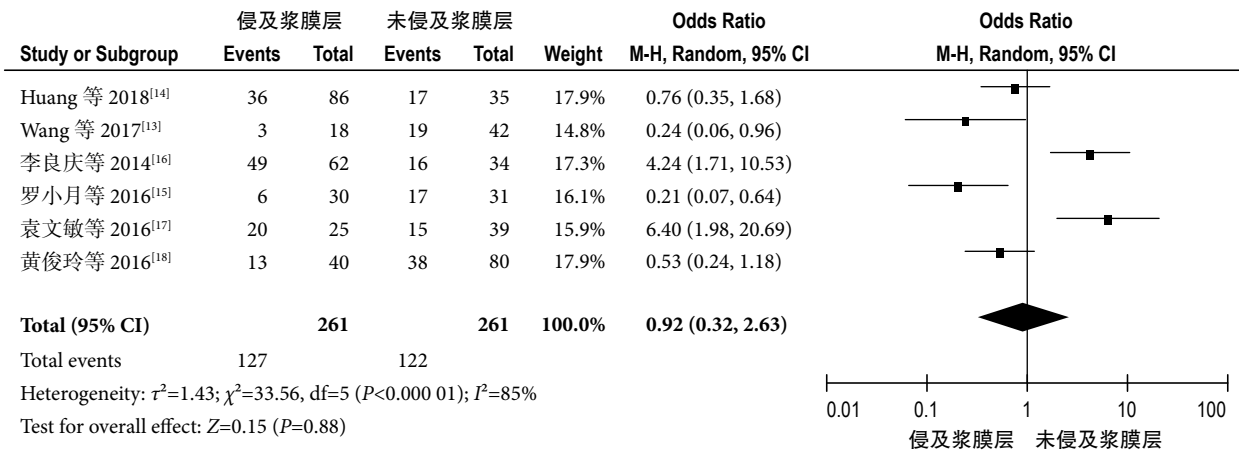 侵及浆膜层 未侵及浆膜层 Odds Ratio Odds Ratio
Study or Subgroup Events Total Events Total Weight M-H, Random, 95% CI M-H, Random, 95% CI
Huang 等 2018[14] 36 86 17 35 17.9% 0.76 (0.35, 1.68)
Wang 等 2017[13] 3 18 19 42 14.8% 0.24 (0.06, 0.96)
李良庆等 2014[16] 49 62 16 34 17.3% 4.24 (1.71, 10.53)
罗小月等 2016[15] 6 30 17 31 16.1% 0.21 (0.07, 0.64)
袁文敏等 2016[17] 20 25 15 39 15.9% 6.40 (1.98, 20.69)
黄俊玲等 2016[18] 13 40 38 80 17.9% 0.53 (0.24, 1.18)
Total (95% CI) 261 261 100.0% 0.92 (0.32, 2.63)
Total events 127 122
Heterogeneity: τ²=1.43; χ²=33.56, df=5 (P<0.000 01); I²=85%
Test for overall effect: Z=0.15 (P=0.88)
0.01 0.1 1 10 100
侵及浆膜层 未侵及浆膜层